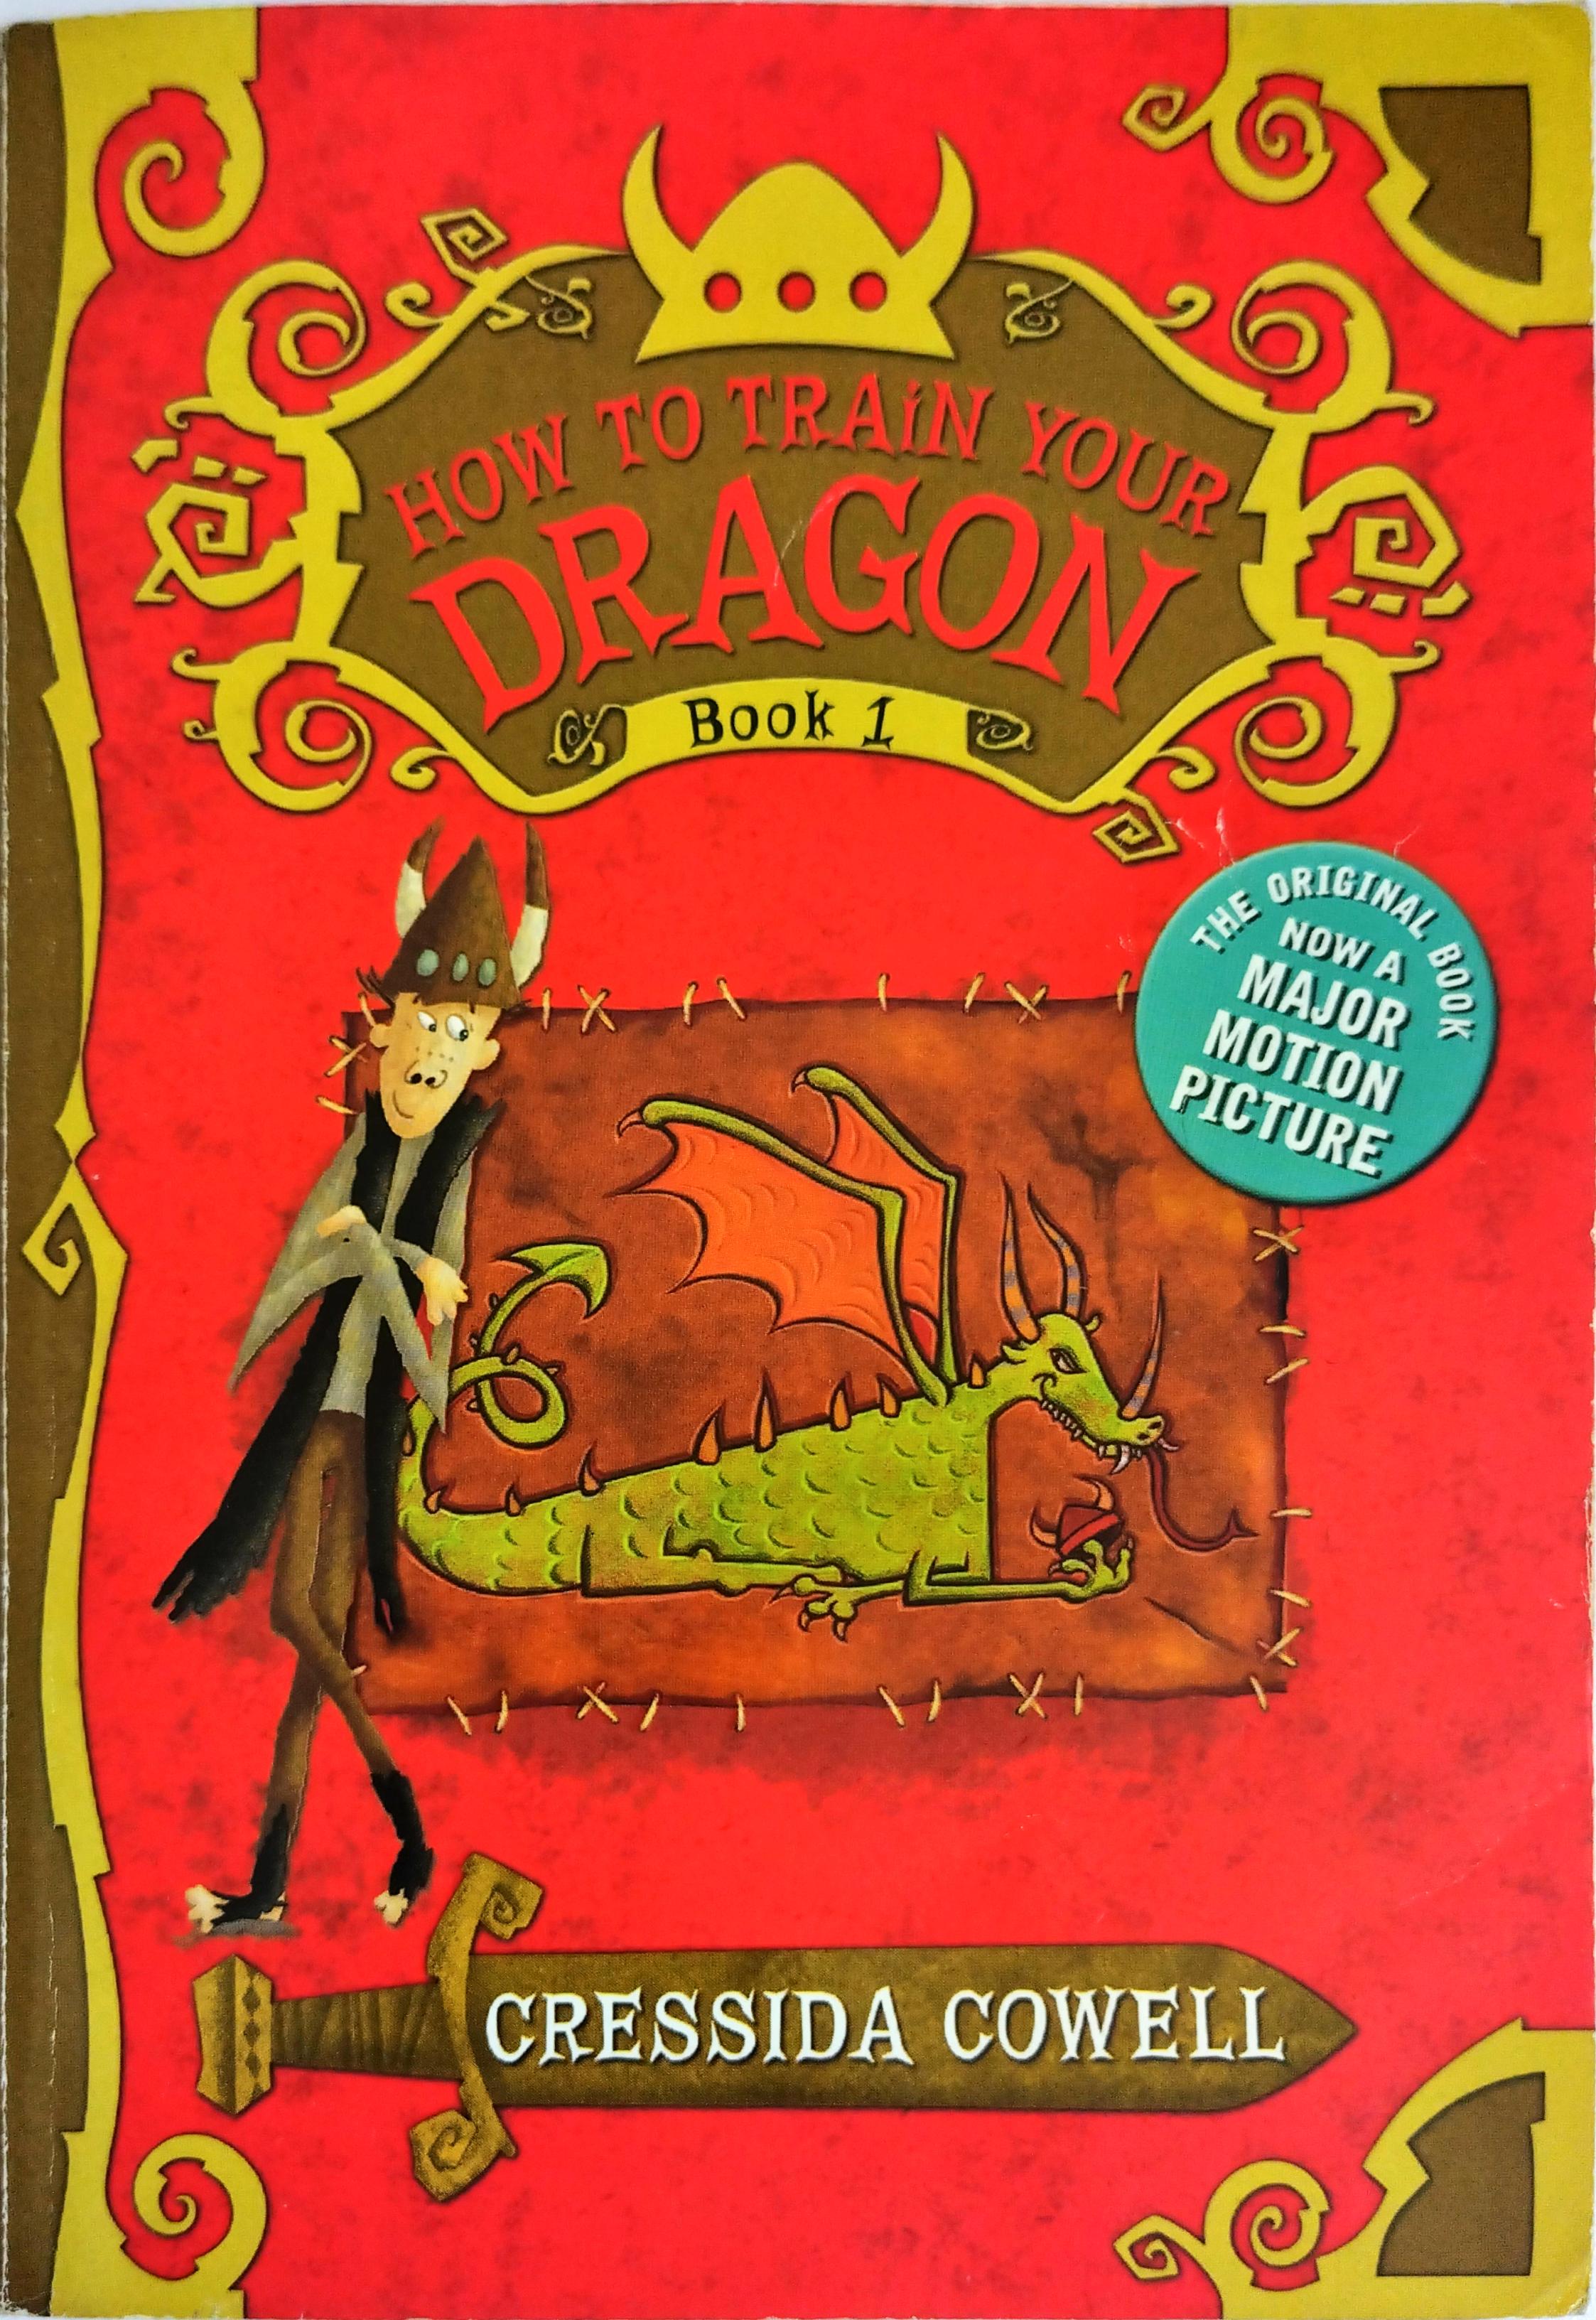 HOW TO TRAiN YOUR
DRAGON
Book 1
THE ORIGINAL BOOK
NOW A
MAJOR
MOTION
PICTURE
CRESSIDA COWELL